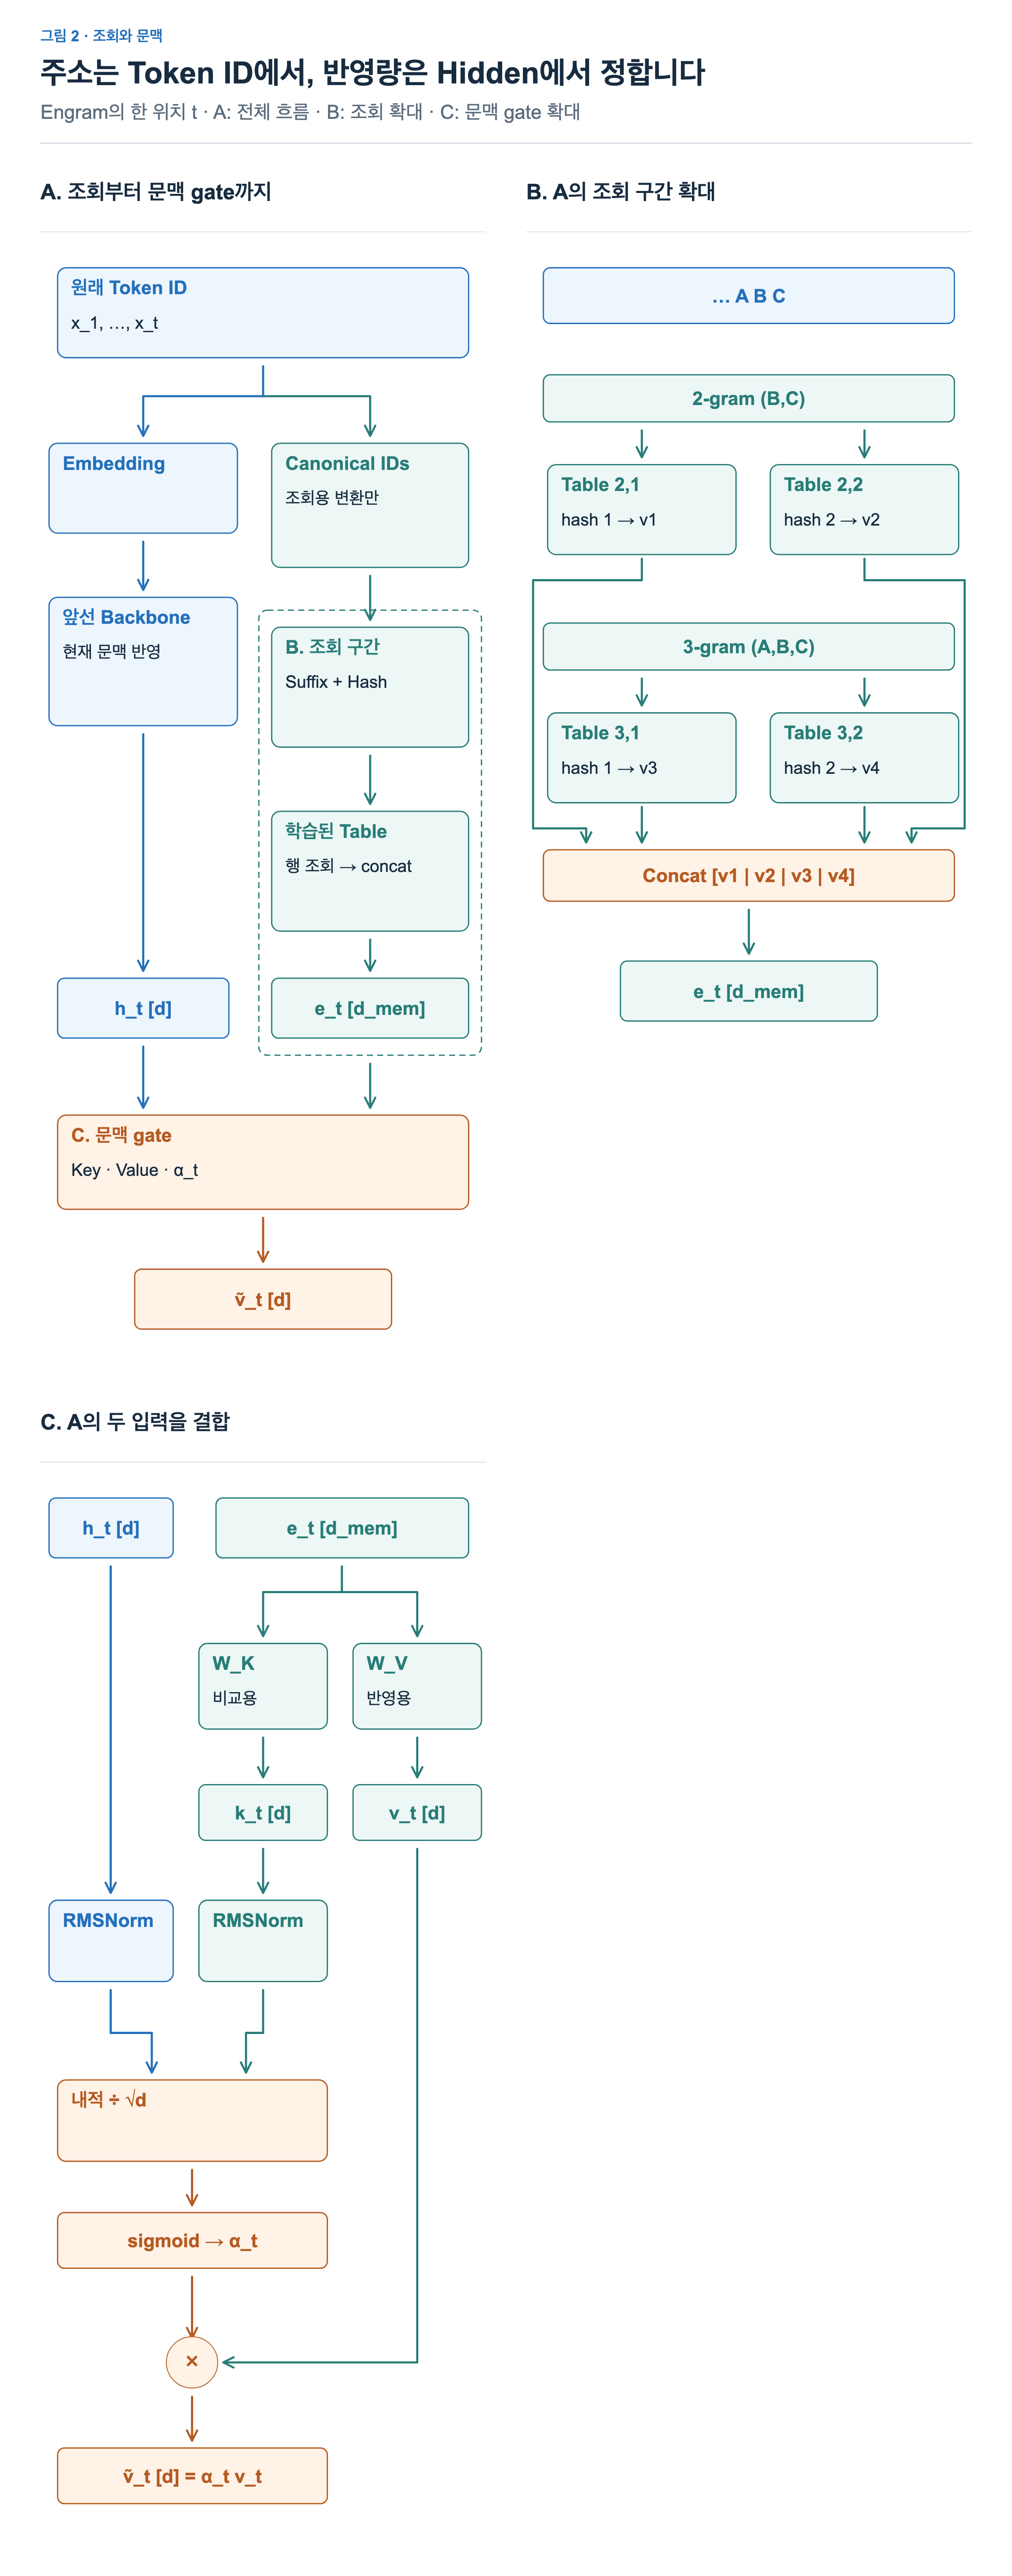 그림 2 · 조회와 문맥
주소는 Token ID에서, 반영량은 Hidden에서 정합니다
Engram의 한 위치 t · A: 전체 흐름 · B: 조회 확대 · C: 문맥 gate 확대
A. 조회부터 문맥 gate까지
원래 Token ID
x_1, …, x_t
Embedding
Canonical IDs
조회용 변환만
앞선 Backbone
현재 문맥 반영
B. 조회 구간
Suffix + Hash
학습된 Table
행 조회 → concat
h_t [d]
e_t [d_mem]
C. 문맥 gate
Key · Value · α_t
ṽ_t [d]
B. A의 조회 구간 확대
… A B C
2-gram (B,C)
Table 2,1
hash 1 → v1
Table 2,2
hash 2 → v2
3-gram (A,B,C)
Table 3,1
hash 1 → v3
Table 3,2
hash 2 → v4
Concat [v1 | v2 | v3 | v4]
e_t [d_mem]
C. A의 두 입력을 결합
h_t [d]
e_t [d_mem]
W_K
비교용
W_V
반영용
k_t [d]
v_t [d]
RMSNorm
RMSNorm
내적 ÷ √d
sigmoid → α_t
×
ṽ_t [d] = α_t v_t